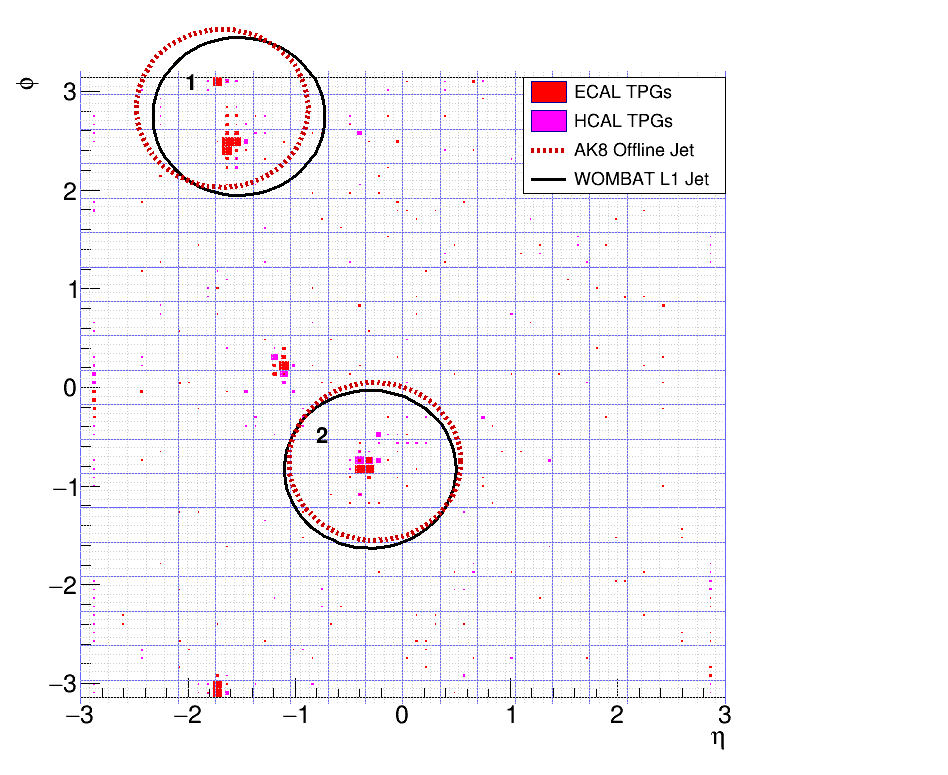 ϕ
3
2
1
0
−1
−2
−3
−3 −2 −1 0 1 2 3
η
1
2
ECAL TPGs
HCAL TPGs
AK8 Offline Jet
WOMBAT L1 Jet